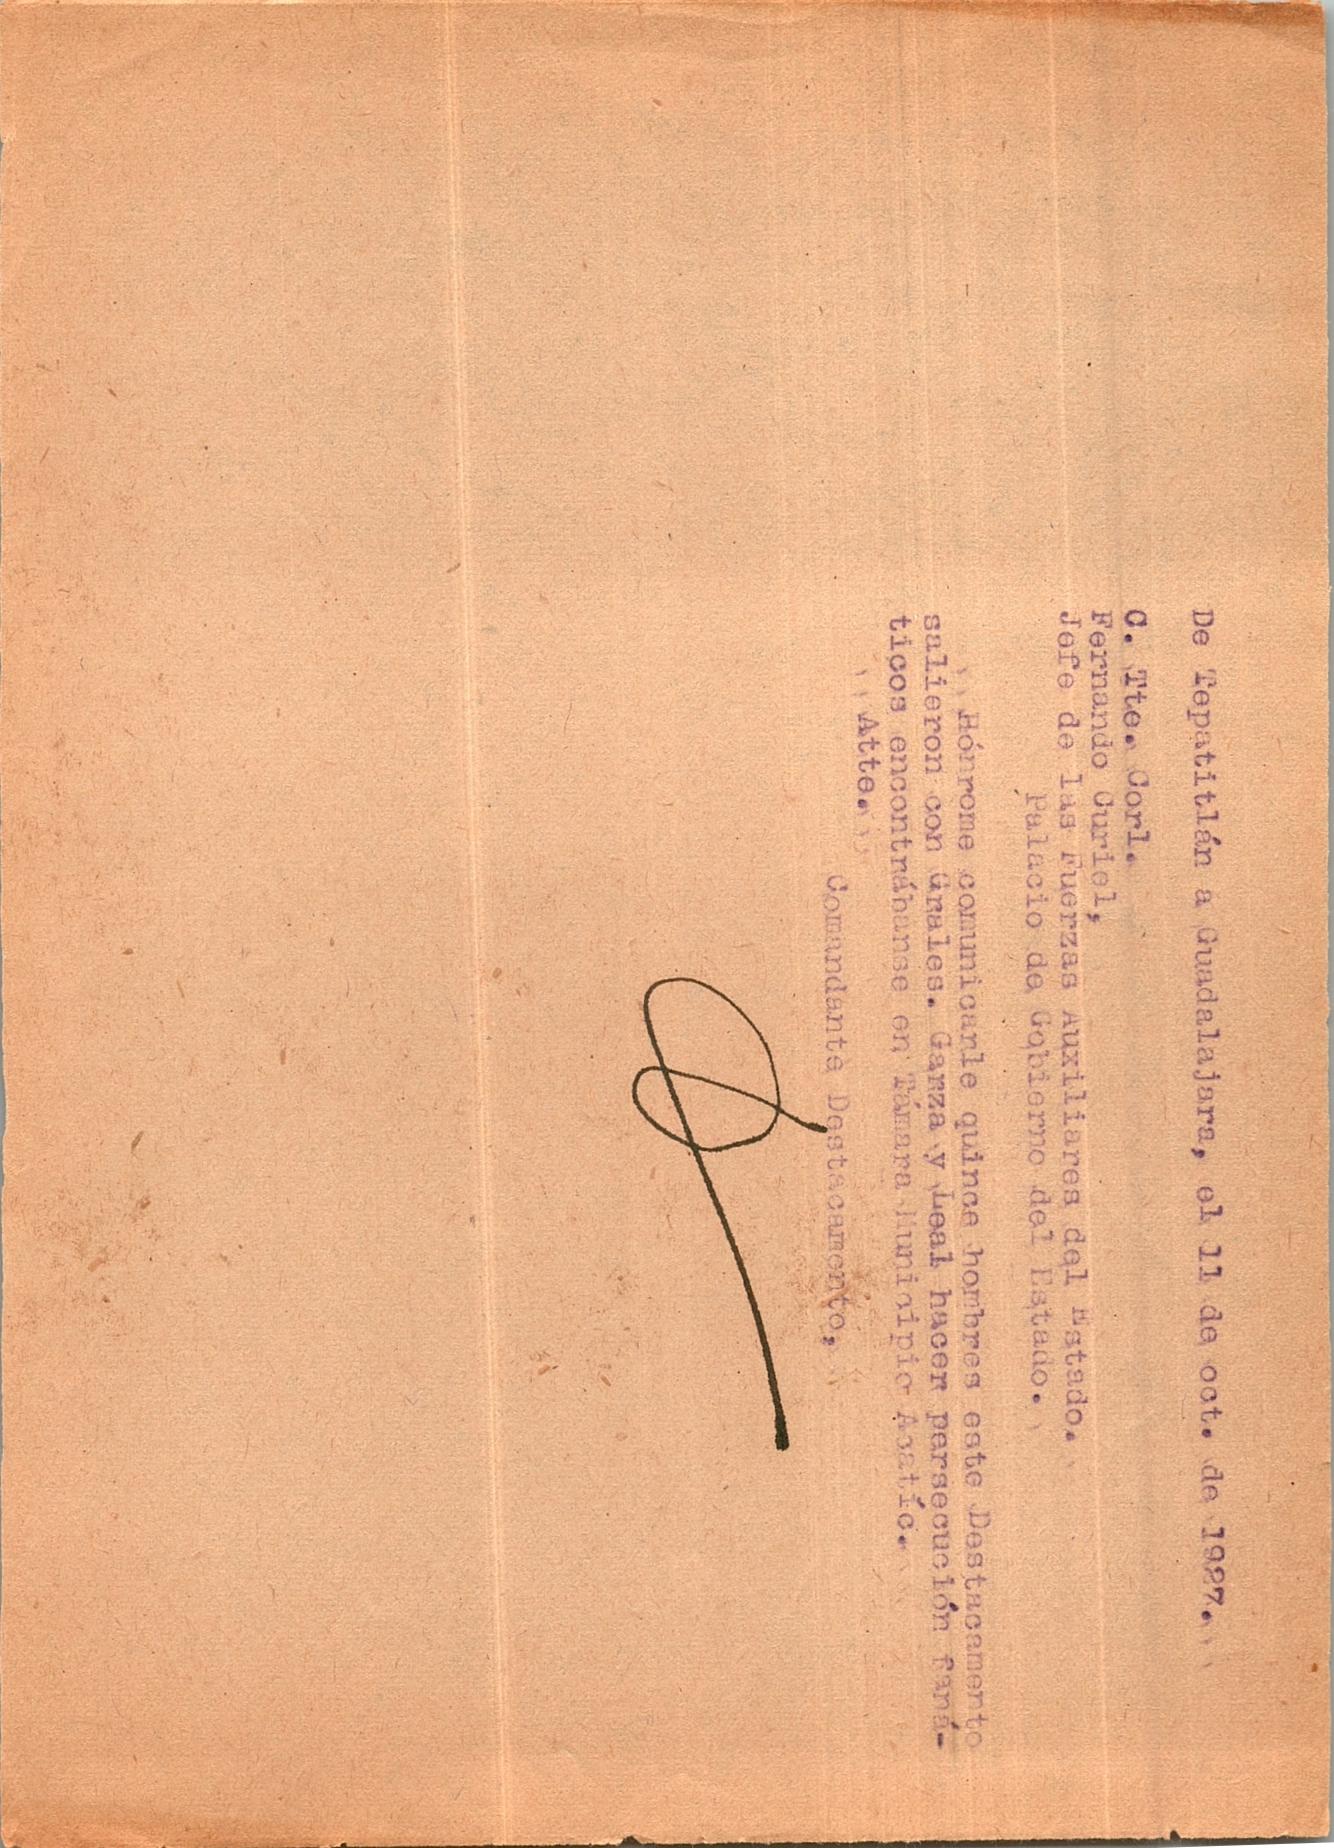 De Tepatitlán a Guadalajara, el 11 de oct. de 1927.
C. Tte. Corl.
Fernando Curiel,
Jefe de las Fuerzas Auxiliares del Estado.
Palacio de Gobierno del Estado.
Hónrome comunicarle quince hombres este Destacamento
salieron con Grales. Garza y Leal hacer persecución faná-
ticos encontrábanse en Támara Municipio Acatic.
Atte.
Comandante Destacamento,